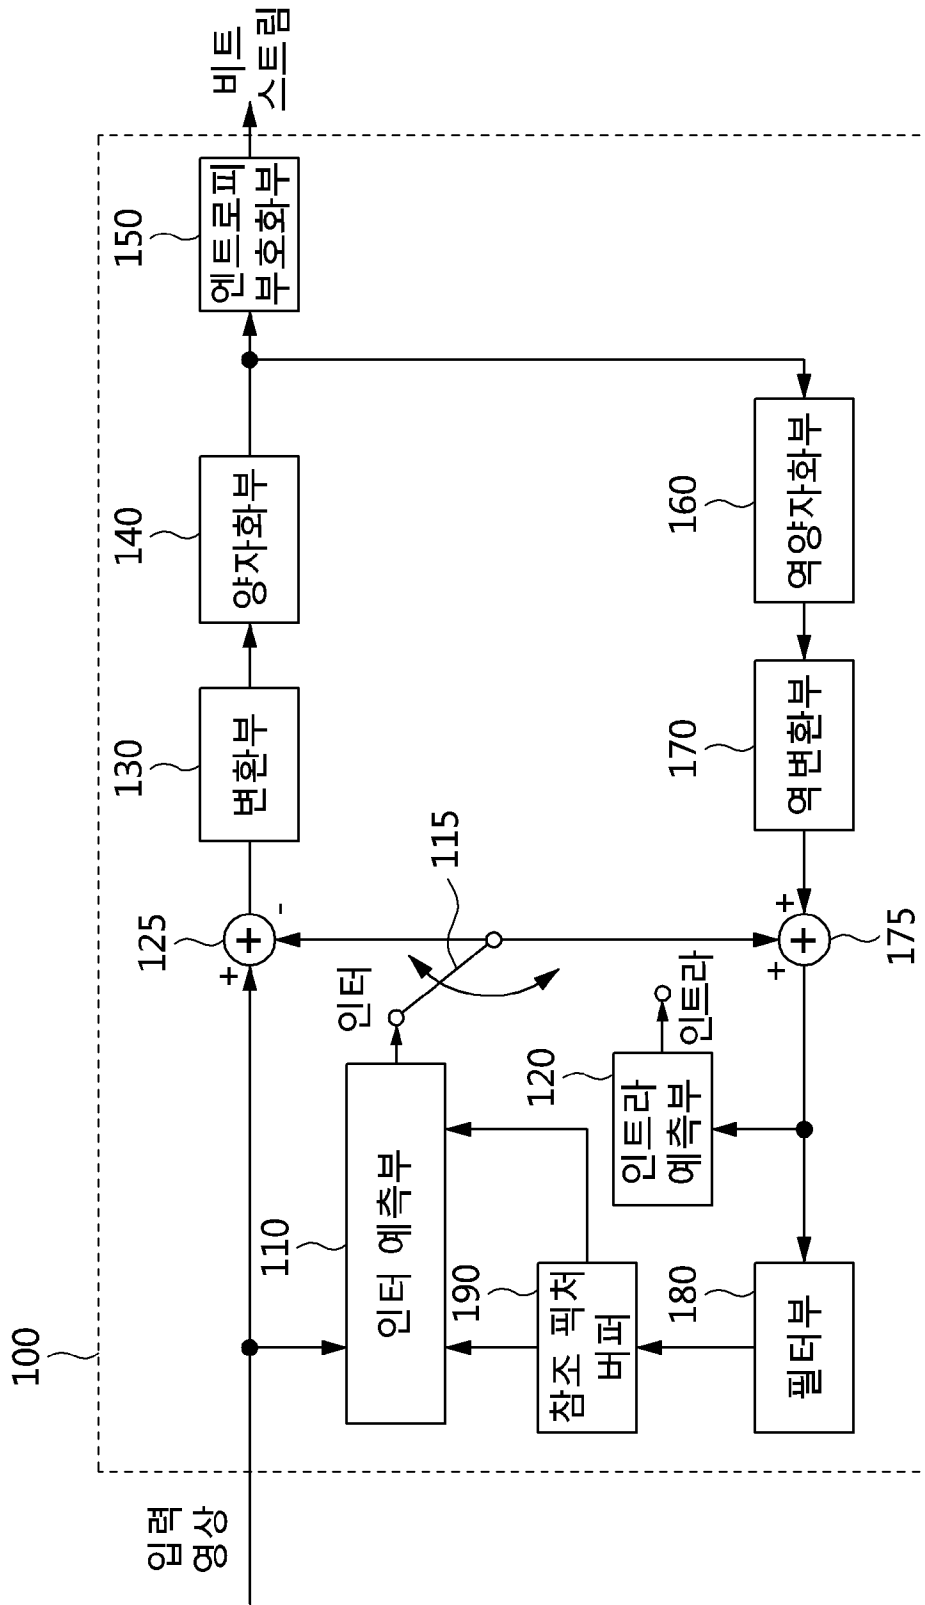 100
입력
영상
110
인터 예측부
인터
115
125
+
-
+
130
변환부
140
양자화부
150
엔트로피
부호화부
비트
스트림
190
참조 픽처
버퍼
120
인트라
예측부
인트라
180
필터부
175
+
+
+
170
역변환부
160
역양자화부